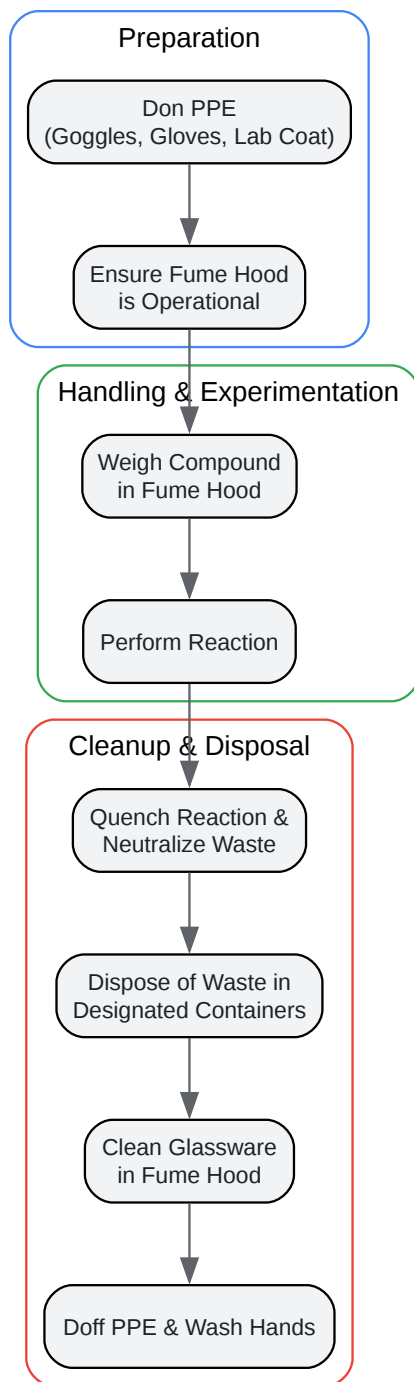 Preparation
Don PPE
(Goggles, Gloves, Lab Coat)
Ensure Fume Hood
is Operational
Handling & Experimentation
Weigh Compound
in Fume Hood
Perform Reaction
Cleanup & Disposal
Quench Reaction &
Neutralize Waste
Dispose of Waste in
Designated Containers
Clean Glassware
in Fume Hood
Doff PPE & Wash Hands